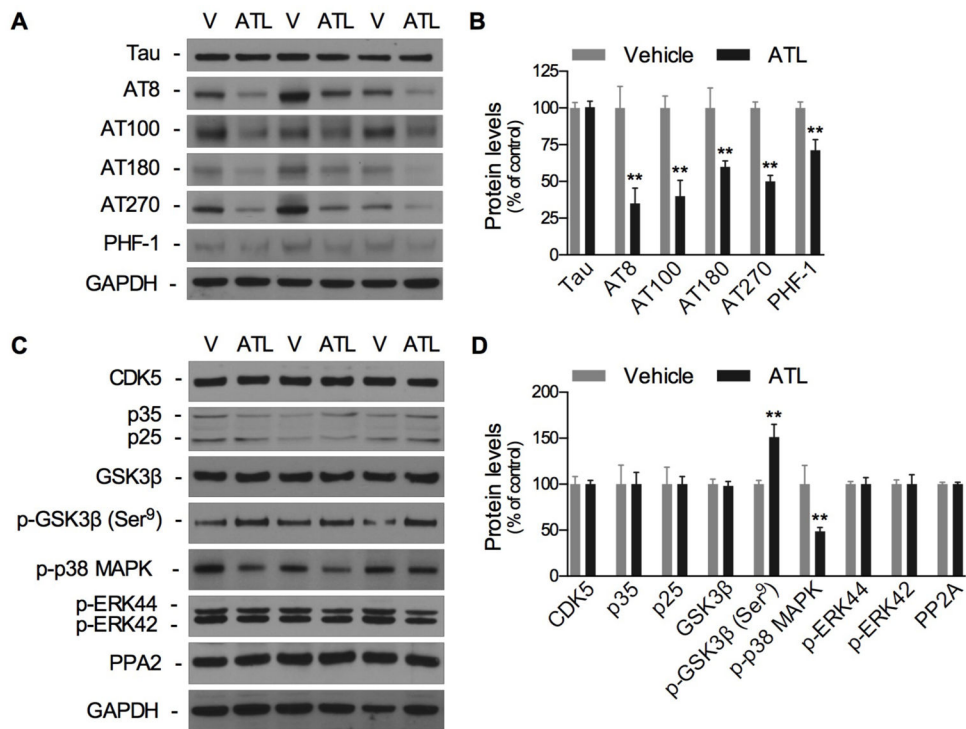 A
V ATL V ATL V ATL
Tau -
AT8 -
AT100 -
AT180 -
AT270 -
PHF-1 -
GAPDH -
B
Vehicle ATL
Protein levels
(% of control)
125
100
75
50
25
0
** ** ** ** **
Tau AT8 AT100 AT180 AT270 PHF-1
C
V ATL V ATL V ATL
CDK5 -
p35 -
p25 -
GSK3β -
p-GSK3β (Ser⁹) -
p-p38 MAPK -
p-ERK44 -
p-ERK42 -
PPA2 -
GAPDH -
D
Vehicle ATL
Protein levels
(% of control)
200
150
100
50
0
** **
CDK5 p35 p25 GSK3β p-GSK3β (Ser⁹) p-p38 MAPK p-ERK44 p-ERK42 PP2A